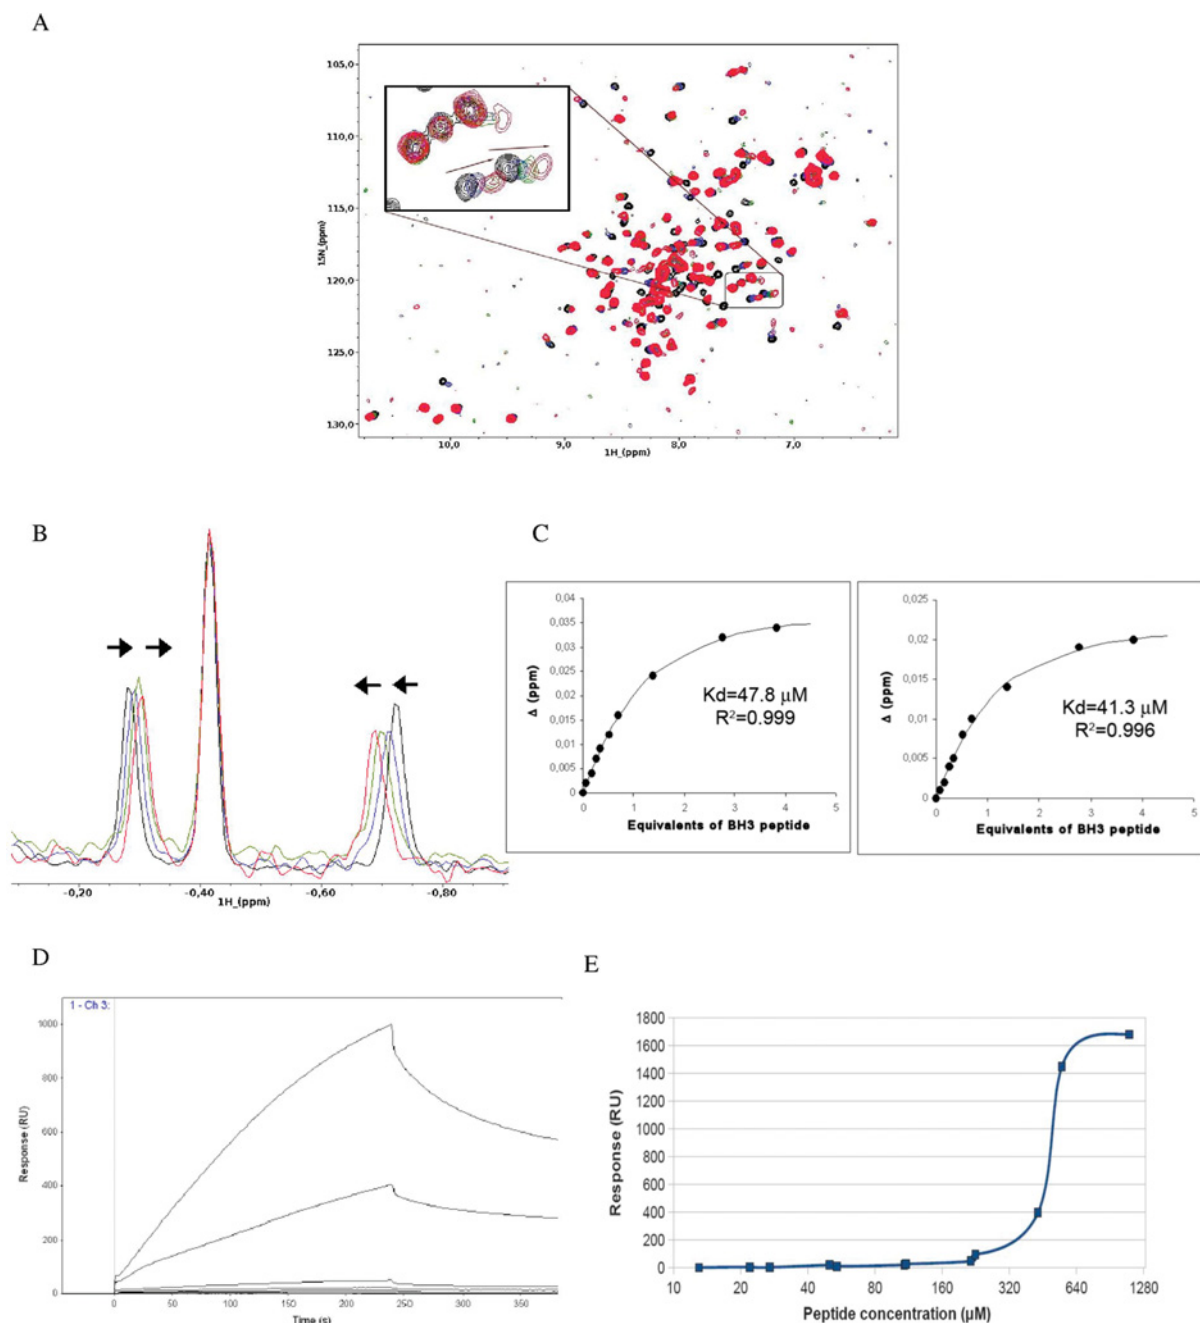 A
105,0
110,0
115,0
120,0
125,0
130,0
15N_(ppm)
10,0 9,0 8,0 7,0
1H_(ppm)
B
-0,20 -0,40 -0,60 -0,80
1H_(ppm)
C
0,04
0,035
0,03
0,025
0,02
0,015
0,01
0,005
0
Δ (ppm)
Kd=47.8 μM
R²=0.999
0 1 2 3 4 5
Equivalents of BH3 peptide
0,025
0,02
0,015
0,01
0,005
0
Δ (ppm)
Kd=41.3 μM
R²=0.996
0 1 2 3 4 5
Equivalents of BH3 peptide
D
1 - Ch 3:
1000
800
600
400
200
0
Response (RU)
0 50 100 150 200 250 300 350
Time (s)
E
1800
1600
1400
1200
1000
800
600
400
200
0
Response (RU)
10 20 40 80 160 320 640 1280
Peptide concentration (μM)